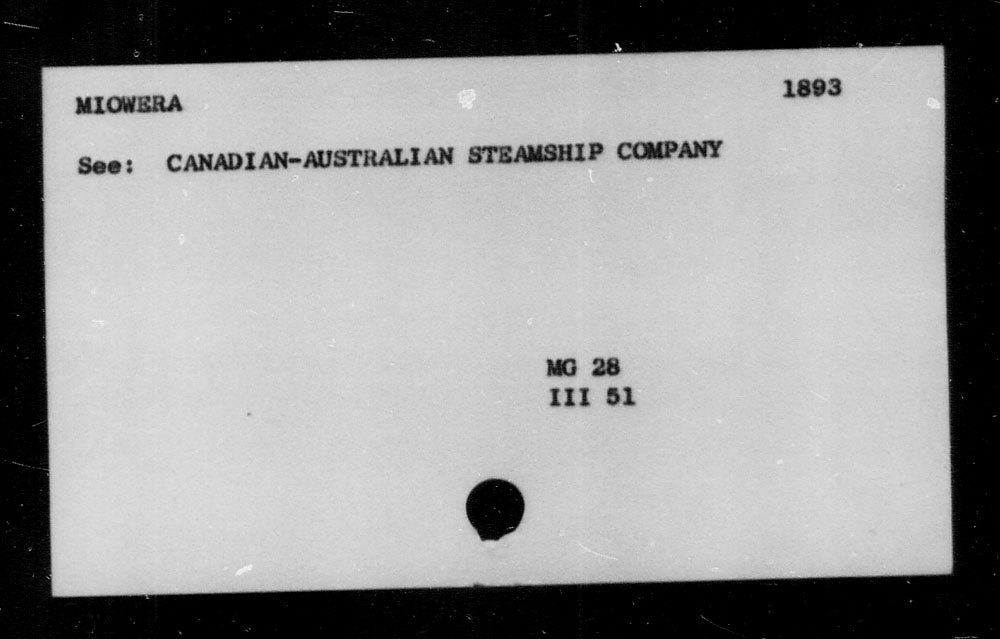 MIOWERA 1893
See: CANADIAN-AUSTRALIAN STEAMSHIP COMPANY
MG 28
III 51